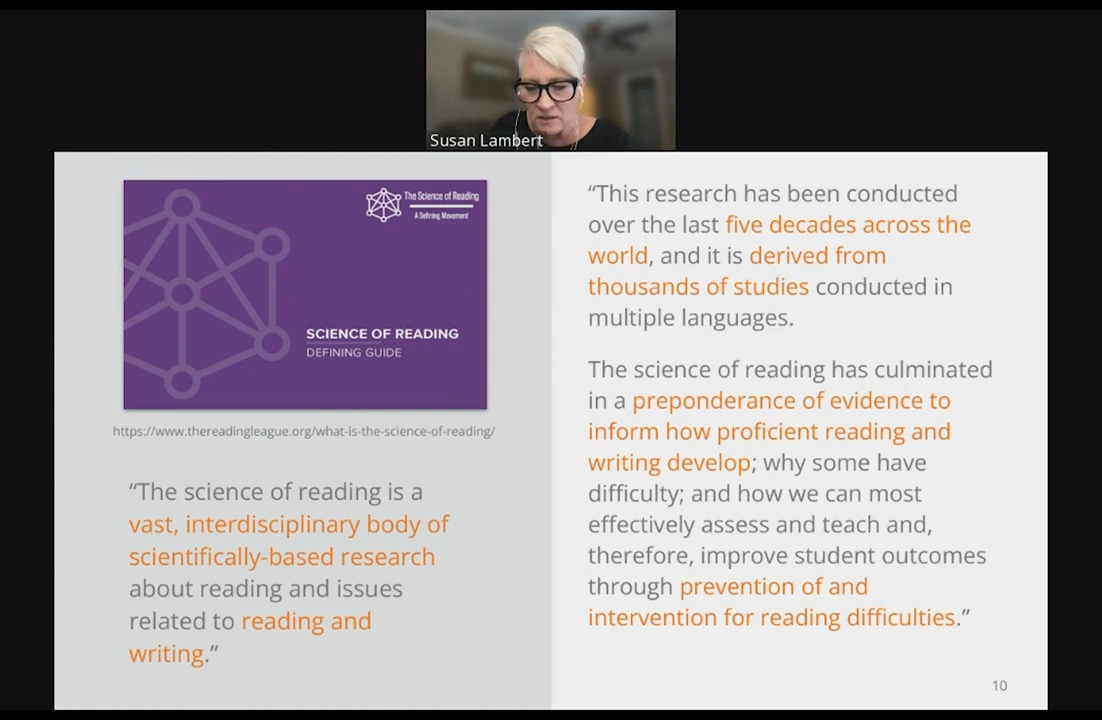 Susan Lambert
The Science of Reading
A Defining Movement
SCIENCE OF READING
DEFINING GUIDE
https://www.thereadingleague.org/what-is-the-science-of-reading/
“The science of reading is a
vast, interdisciplinary body of
scientifically-based research
about reading and issues
related to reading and
writing.”
“This research has been conducted
over the last five decades across the
world, and it is derived from
thousands of studies conducted in
multiple languages.
The science of reading has culminated
in a preponderance of evidence to
inform how proficient reading and
writing develop; why some have
difficulty; and how we can most
effectively assess and teach and,
therefore, improve student outcomes
through prevention of and
intervention for reading difficulties.”
10